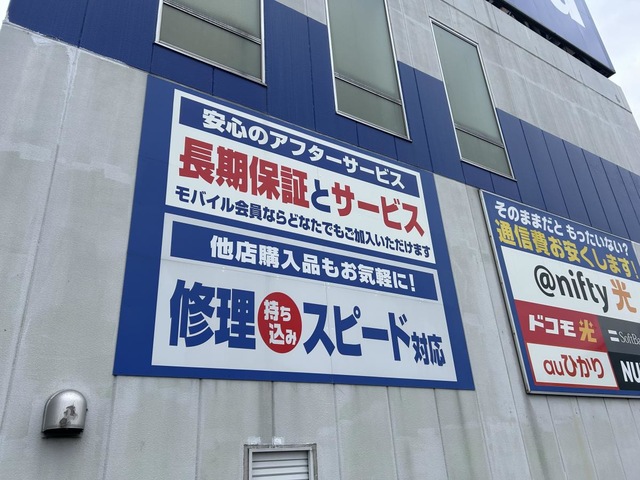 安心のアフターサービス
長期保証とサービス
モバイル会員ならどなたでもご加入いただけます
他店購入品もお気軽に!
修理持ち込みスピード対応
そのままだと もったいない?
通信費お安くします
@nifty光
ドコモ光
auひかり